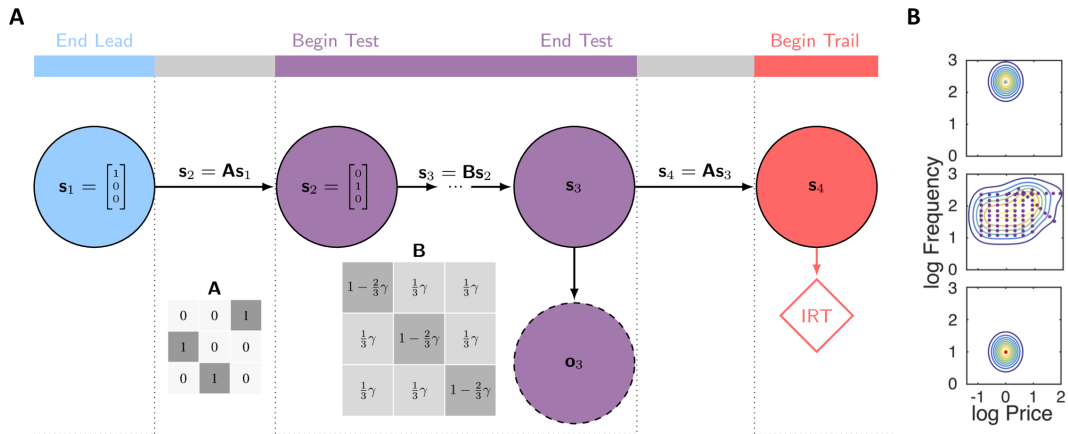 A
B
End Lead
Begin Test
End Test
Begin Trail
s₁ = [1 0 0]
s₂ = As₁
s₂ = [0 1 0]
s₃ = Bs₂
...
s₃
s₄ = As₃
s₄
A
0 0 1
1 0 0
0 1 0
B
1 − 2/3γ 1/3γ 1/3γ
1/3γ 1 − 2/3γ 1/3γ
1/3γ 1/3γ 1 − 2/3γ
o₃
IRT
log Frequency
3
2
1
0
3
2
1
0
3
2
1
0
-1 0 1 2
log Price